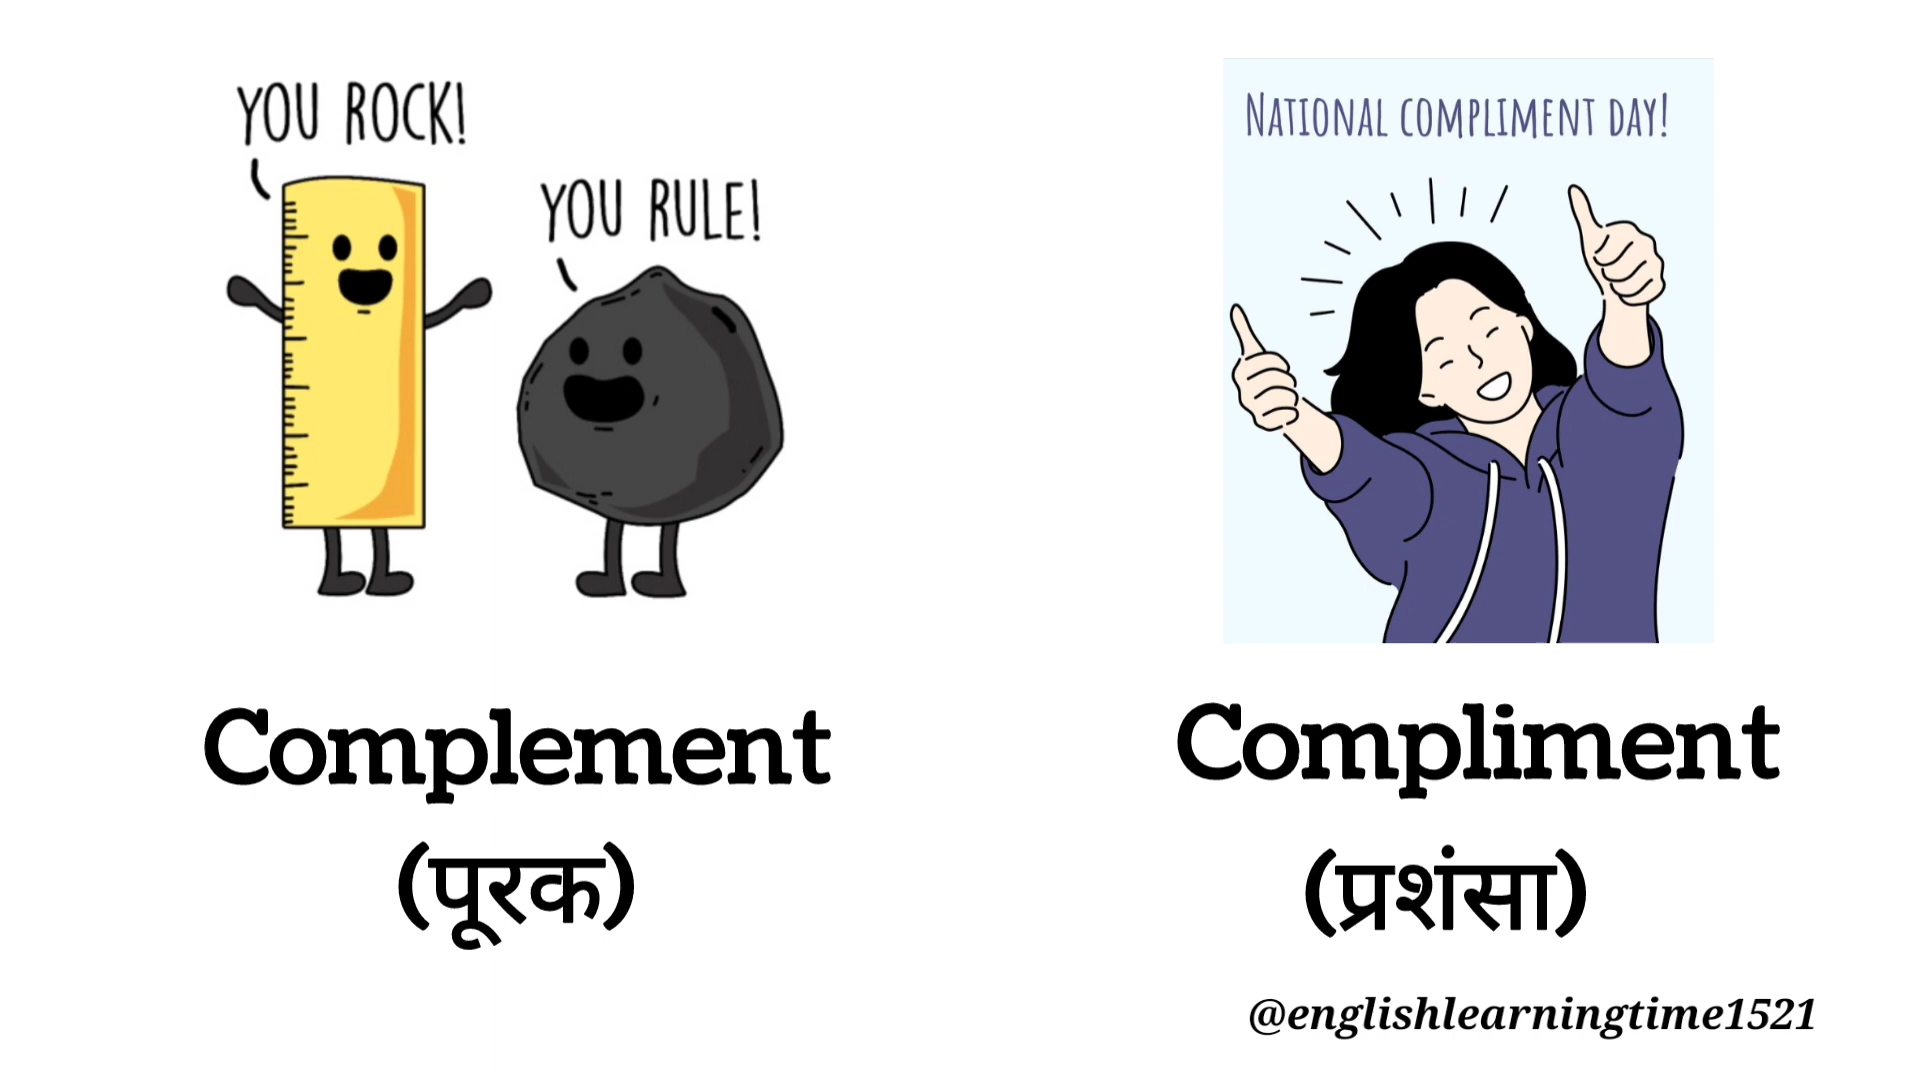 YOU ROCK!
YOU RULE!
Complement
(पूरक)
NATIONAL COMPLIMENT DAY!
Compliment
(प्रशंसा)
@englishlearningtime1521